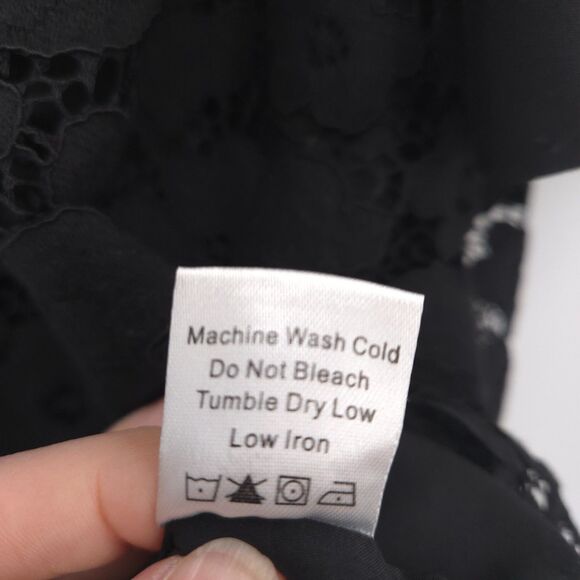 Machine Wash Cold
Do Not Bleach
Tumble Dry Low
Low Iron